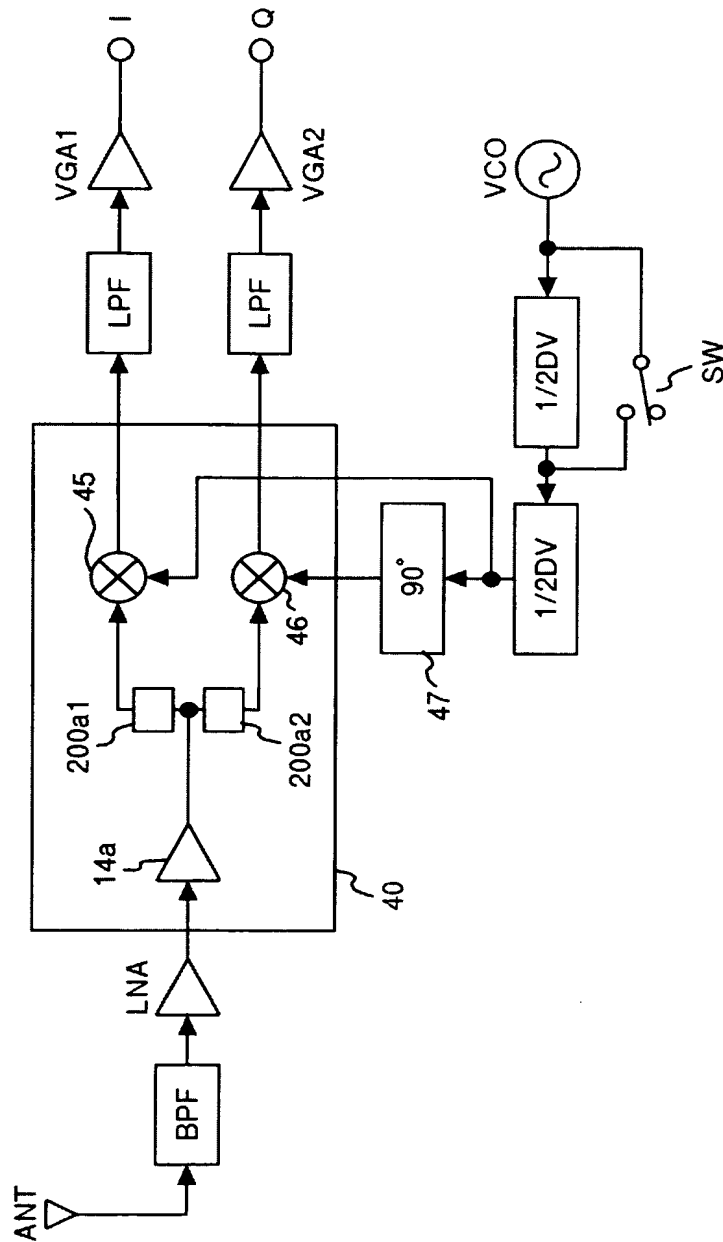 ANT
BPF
LNA
14a
40
200a1
200a2
45
46
LPF
LPF
VGA1
VGA2
I
Q
90°
47
1/2DV
1/2DV
VCO
SW